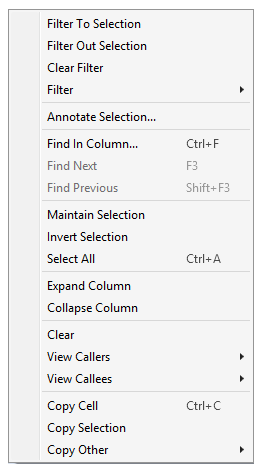 Filter To Selection
Filter Out Selection
Clear Filter
Filter
Annotate Selection...
Find In Column... Ctrl+F
Find Next F3
Find Previous Shift+F3
Maintain Selection
Invert Selection
Select All Ctrl+A
Expand Column
Collapse Column
Clear
View Callers
View Callees
Copy Cell Ctrl+C
Copy Selection
Copy Other